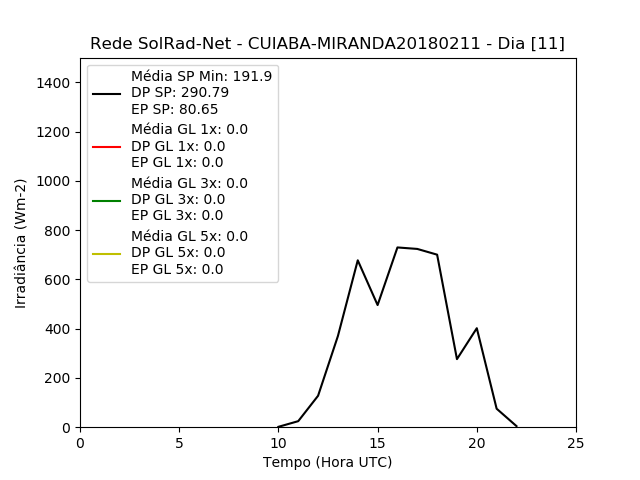 Rede SolRad-Net - CUIABA-MIRANDA20180211 - Dia [11]
Média SP Min: 191.9
DP SP: 290.79
EP SP: 80.65
Média GL 1x: 0.0
DP GL 1x: 0.0
EP GL 1x: 0.0
Média GL 3x: 0.0
DP GL 3x: 0.0
EP GL 3x: 0.0
Média GL 5x: 0.0
DP GL 5x: 0.0
EP GL 5x: 0.0
Irradiância (Wm-2)
1400
1200
1000
800
600
400
200
0
0 5 10 15 20 25
Tempo (Hora UTC)